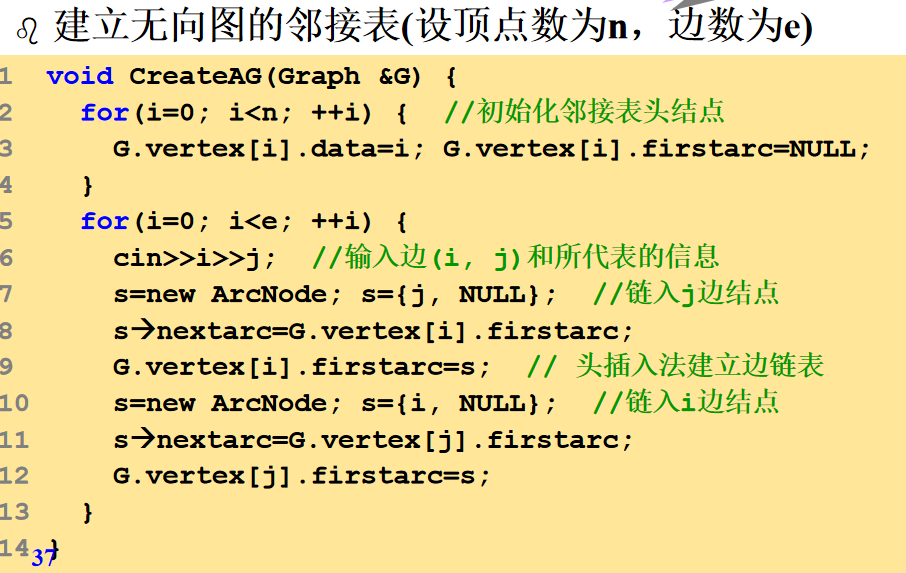 建立无向图的邻接表(设顶点数为n，边数为e)
1 void CreateAG(Graph &G) {
2 for(i=0; i<n; ++i) { //初始化邻接表头结点
3 G.vertex[i].data=i; G.vertex[i].firstarc=NULL;
4 }
5 for(i=0; i<e; ++i) {
6 cin>>i>>j; //输入边(i, j)和所代表的信息
7 s=new ArcNode; s={j, NULL}; //链入j边结点
8 s→nextarc=G.vertex[i].firstarc;
9 G.vertex[i].firstarc=s; // 头插入法建立边链表
10 s=new ArcNode; s={i, NULL}; //链入i边结点
11 s→nextarc=G.vertex[j].firstarc;
12 G.vertex[j].firstarc=s;
13 }
14 }
37